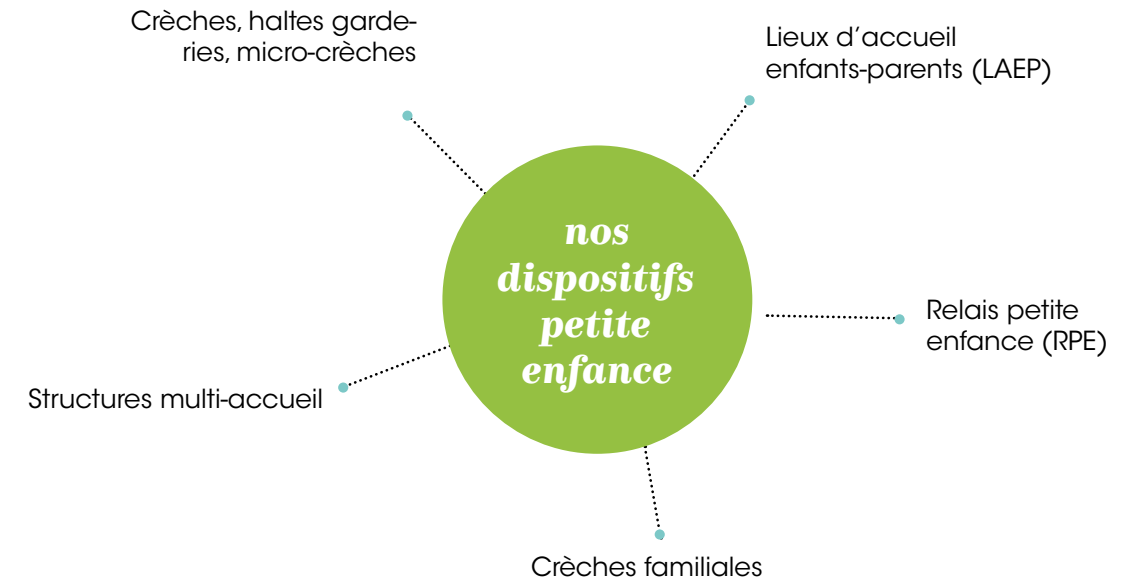 Crèches, haltes garde-
ries, micro-crèches
Lieux d’accueil
enfants-parents (LAEP)
nos
dispositifs
petite
enfance
Relais petite
enfance (RPE)
Structures multi-accueil
Crèches familiales